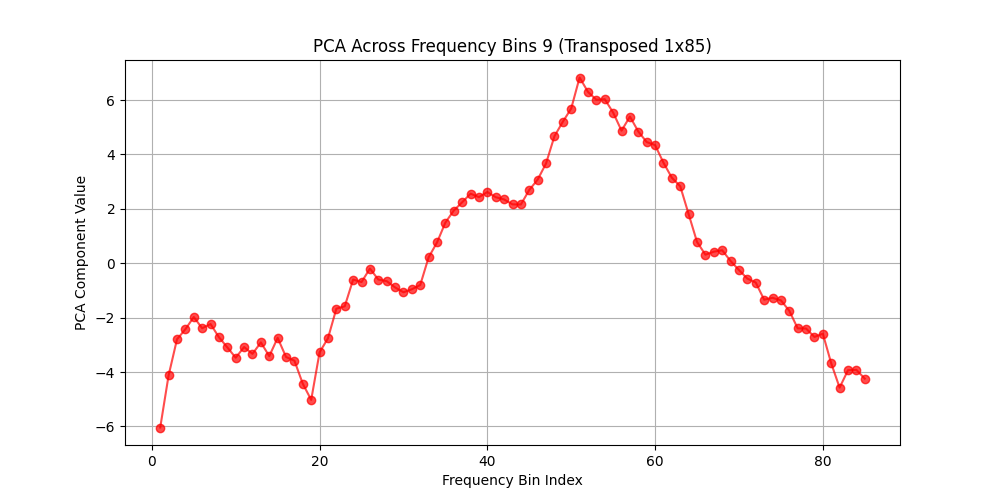 PCA Across Frequency Bins 9 (Transposed 1x85)
PCA Component Value
6
4
2
0
−2
−4
−6
0 20 40 60 80
Frequency Bin Index